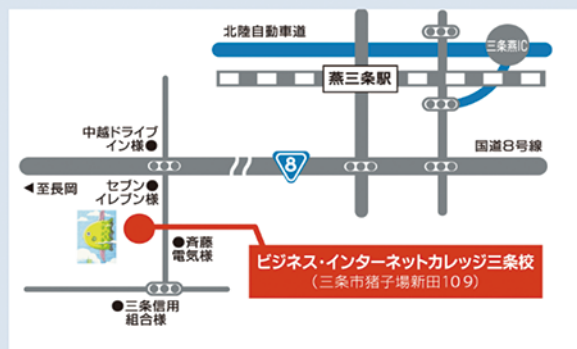 北陸自動車道
三条燕IC
燕三条駅
中越ドライブ
イン様●
国道8号線
8
◀至長岡
セブン●
イレブン様
●斉藤
電気様
ビジネス・インターネットカレッジ三条校
(三条市猪子場新田109)
●三条信用
組合様